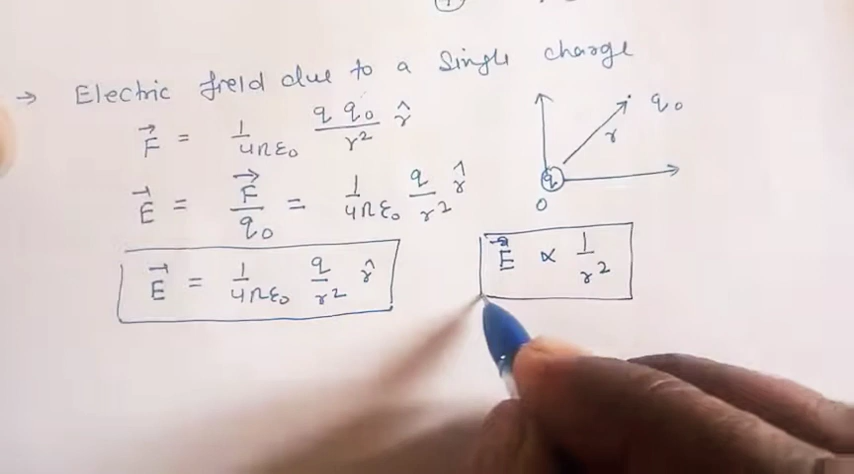 → Electric field due to a single charge
F⃗ = 1/4πε₀ q q₀/r² r̂
E⃗ = F⃗/q₀ = 1/4πε₀ q/r² r̂
E⃗ = 1/4πε₀ q/r² r̂
q₀
r
q
O
E⃗ ∝ 1/r²